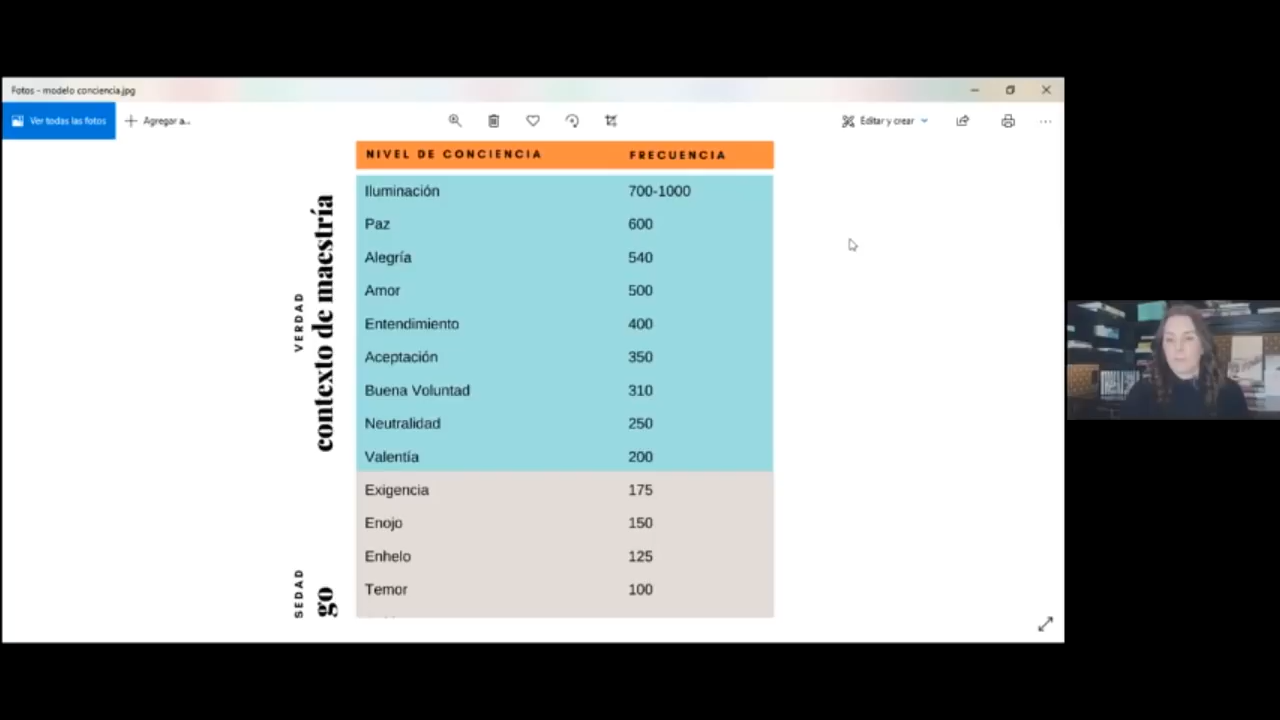 Fotos - modelo conciencia.jpg
Ver todas las fotos
Agregar a...
Editar y crear
NIVEL DE CONCIENCIA FRECUENCIA
Iluminación 700-1000
Paz 600
Alegría 540
Amor 500
Entendimiento 400
Aceptación 350
Buena Voluntad 310
Neutralidad 250
Valentía 200
Exigencia 175
Enojo 150
Enhelo 125
Temor 100
VERDAD
contexto de maestría
SEDAD
go